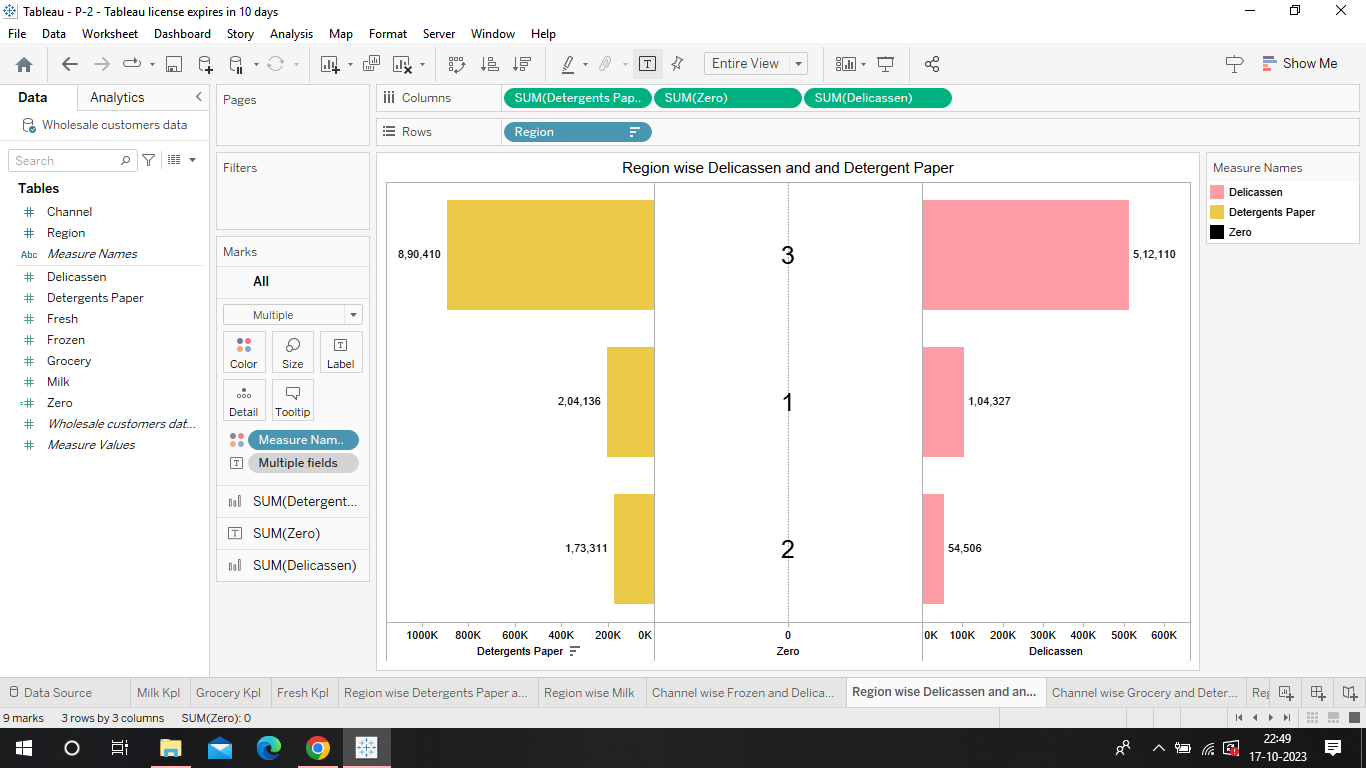 Tableau - P-2 - Tableau license expires in 10 days
File Data Worksheet Dashboard Story Analysis Map Format Server Window Help
Entire View
Show Me
Data Analytics
Wholesale customers data
Search
Tables
Channel
Region
Abc Measure Names
Delicassen
Detergents Paper
Fresh
Frozen
Grocery
Milk
Zero
Wholesale customers dat...
Measure Values
Pages
Filters
Marks
All
Multiple
Color Size Label
Detail Tooltip
Measure Nam..
Multiple fields
SUM(Detergent...
SUM(Zero)
SUM(Delicassen)
Columns SUM(Detergents Pap.. SUM(Zero) SUM(Delicassen)
Rows Region
Region wise Delicassen and and Detergent Paper
8,90,410 3 5,12,110
2,04,136 1 1,04,327
1,73,311 2 54,506
1000K 800K 600K 400K 200K 0K 0 0K 100K 200K 300K 400K 500K 600K
Detergents Paper Zero Delicassen
Measure Names
Delicassen
Detergents Paper
Zero
Data Source Milk Kpl Grocery Kpl Fresh Kpl Region wise Detergents Paper a... Region wise Milk Channel wise Frozen and Delica... Region wise Delicassen and an... Channel wise Grocery and Deter... Reg
9 marks 3 rows by 3 columns SUM(Zero): 0
22:49
17-10-2023